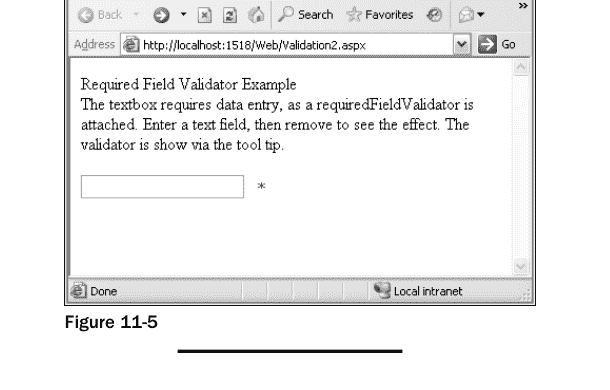 Back Search Favorites »
Address http://localhost:1518/Web/Validation2.aspx Go
Required Field Validator Example
The textbox requires data entry, as a requiredFieldValidator is
attached. Enter a text field, then remove to see the effect. The
validator is show via the tool tip.
*
Done Local intranet
Figure 11-5